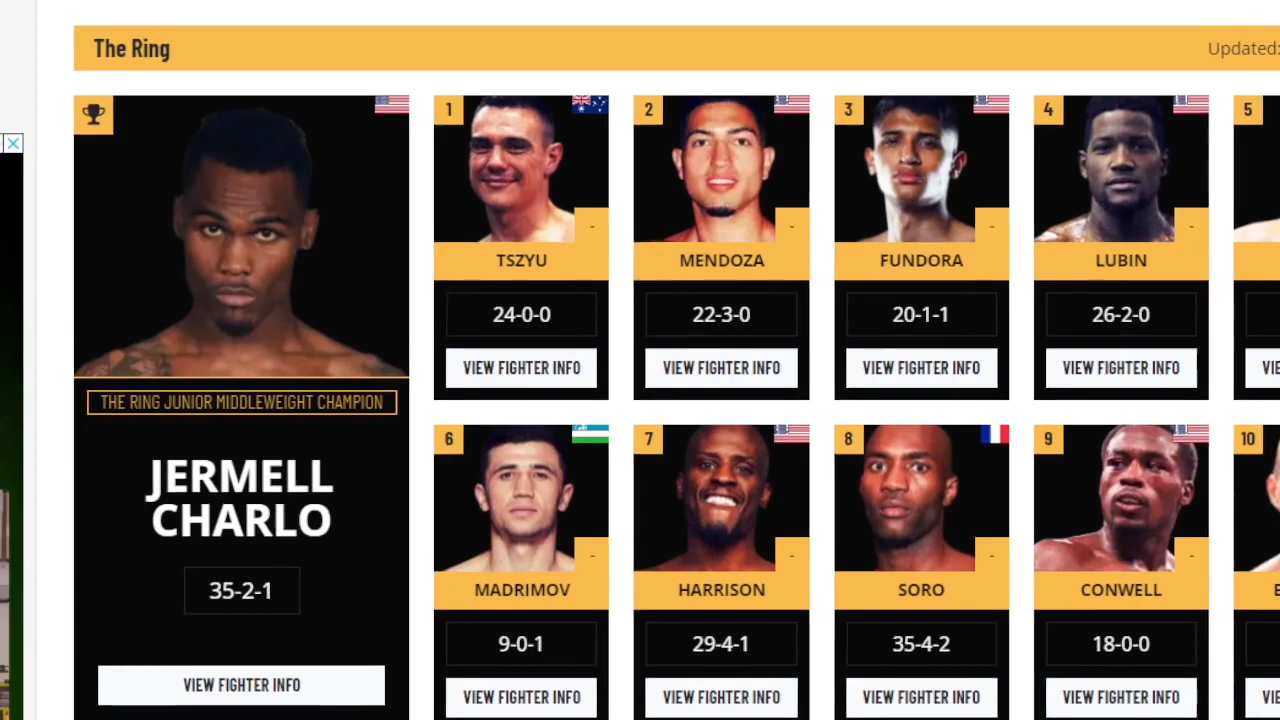 The Ring
Updated:
1
2
3
4
5
TSZYU
MENDOZA
FUNDORA
LUBIN
24-0-0
22-3-0
20-1-1
26-2-0
VIEW FIGHTER INFO
VIEW FIGHTER INFO
VIEW FIGHTER INFO
VIEW FIGHTER INFO
THE RING JUNIOR MIDDLEWEIGHT CHAMPION
JERMELL
CHARLO
35-2-1
VIEW FIGHTER INFO
6
7
8
9
10
MADRIMOV
HARRISON
SORO
CONWELL
9-0-1
29-4-1
35-4-2
18-0-0
VIEW FIGHTER INFO
VIEW FIGHTER INFO
VIEW FIGHTER INFO
VIEW FIGHTER INFO